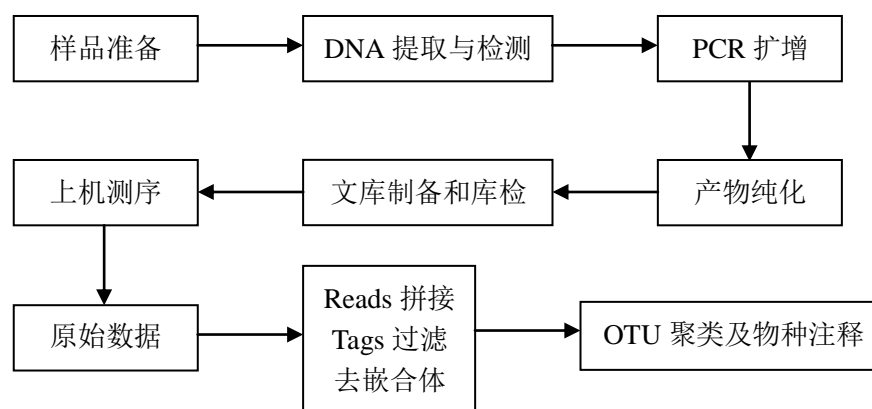 样品准备
DNA 提取与检测
PCR 扩增
产物纯化
文库制备和库检
上机测序
原始数据
Reads 拼接
Tags 过滤
去嵌合体
OTU 聚类及物种注释